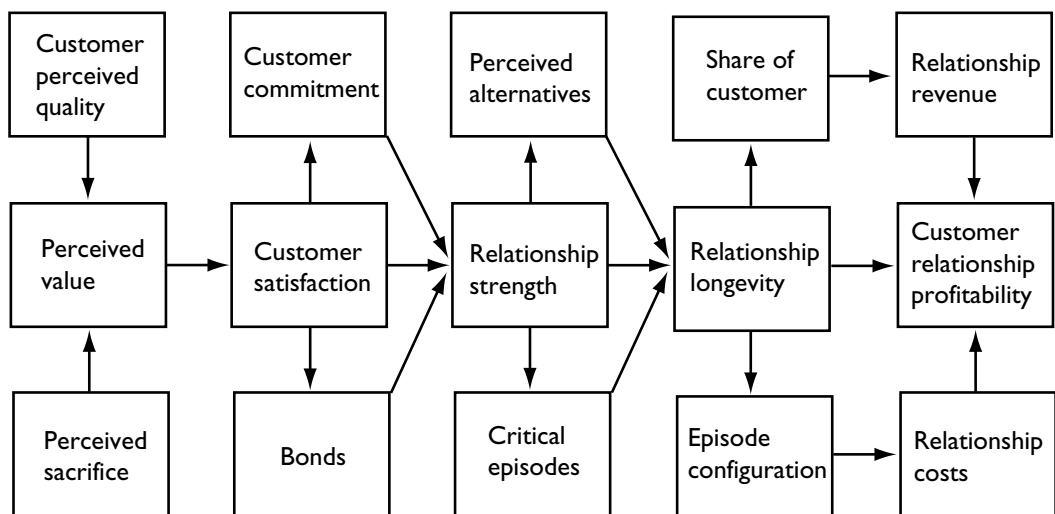 Customer
perceived
quality
Customer
commitment
Perceived
alternatives
Share of
customer
Relationship
revenue
Perceived
value
Customer
satisfaction
Relationship
strength
Relationship
longevity
Customer
relationship
profitability
Perceived
sacrifice
Bonds
Critical
episodes
Episode
configuration
Relationship
costs